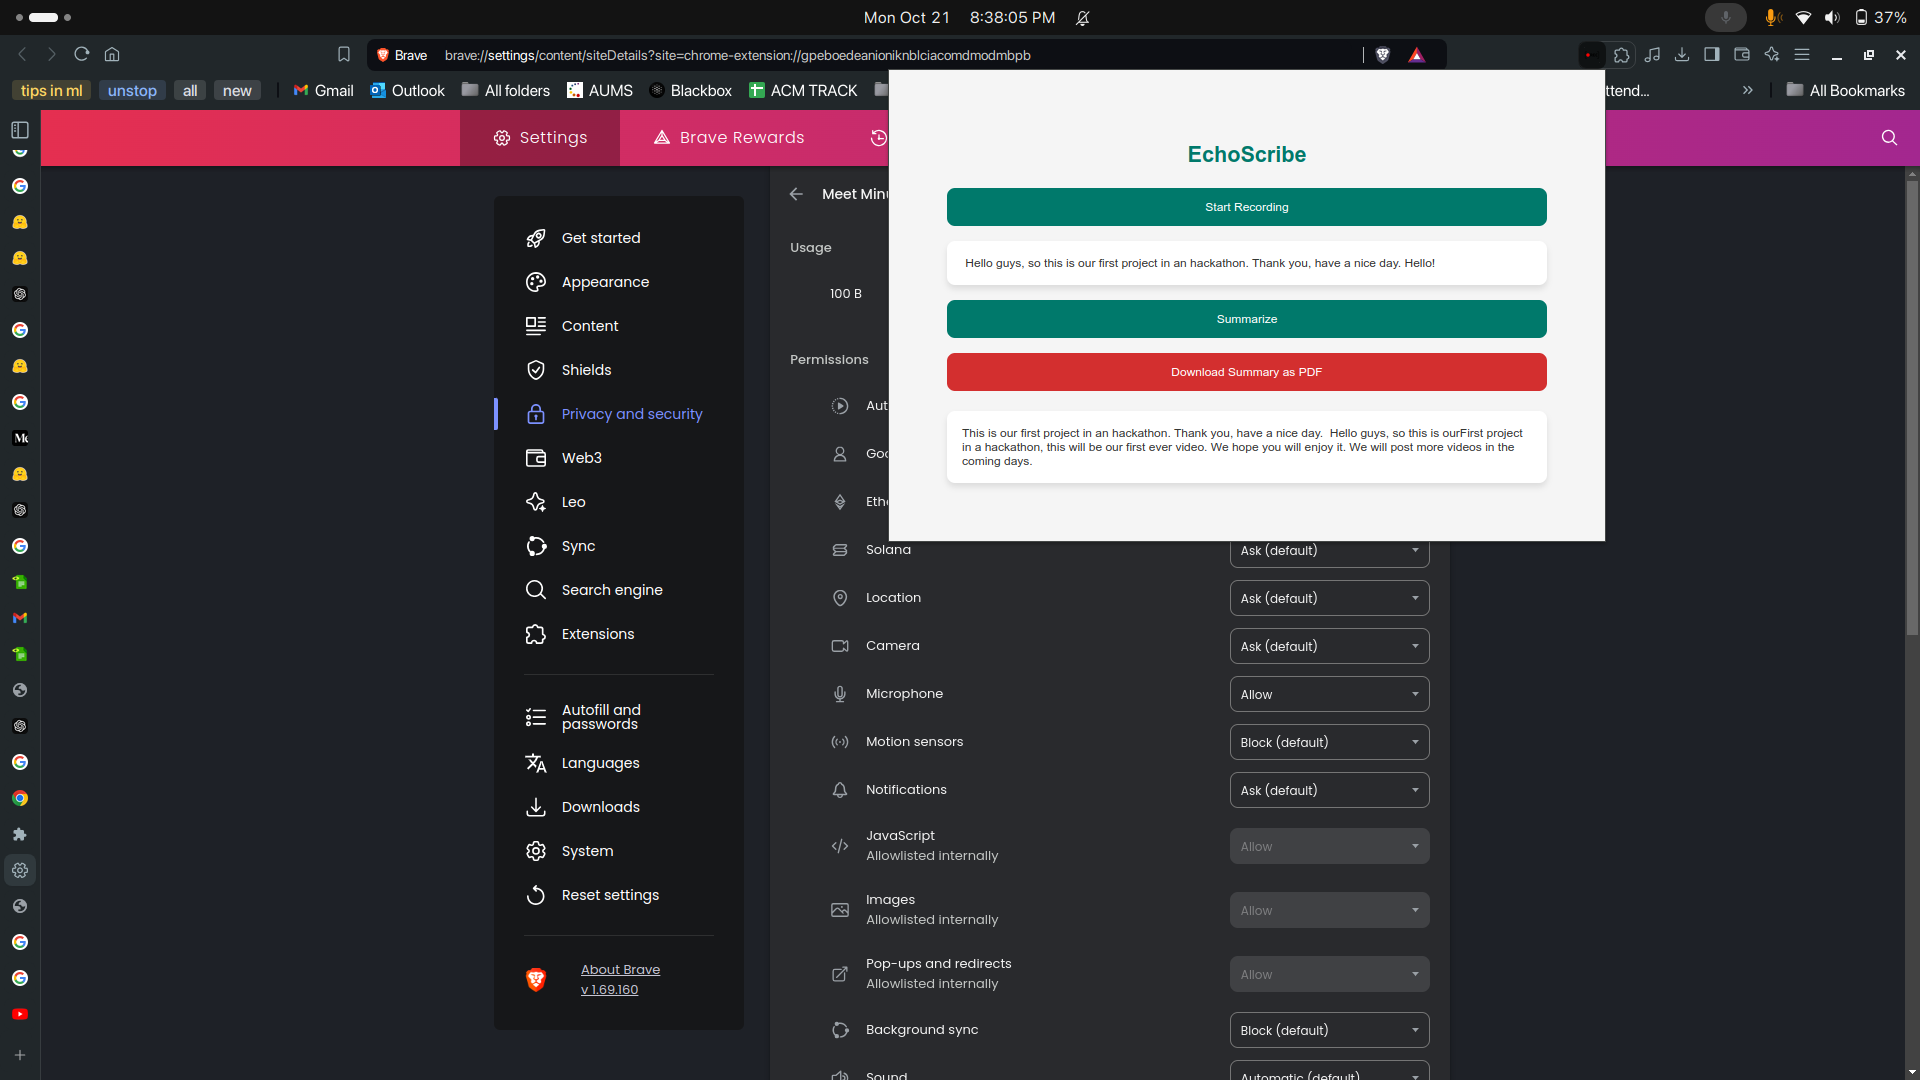 Mon Oct 21 8:38:05 PM
37%
Brave
brave://settings/content/siteDetails?site=chrome-extension://gpeboedeanioniknblciacomdmodmbpb
tips in ml
unstop
all
new
Gmail
Outlook
All folders
AUMS
Blackbox
ACM TRACK
ttend...
»
All Bookmarks
Settings
Brave Rewards
EchoScribe
Start Recording
Hello guys, so this is our first project in an hackathon. Thank you, have a nice day. Hello!
Summarize
Download Summary as PDF
This is our first project in an hackathon. Thank you, have a nice day. Hello guys, so this is ourFirst project
in a hackathon, this will be our first ever video. We hope you will enjoy it. We will post more videos in the
coming days.
Get started
Appearance
Content
Shields
Privacy and security
Web3
Leo
Sync
Search engine
Extensions
Autofill and
passwords
Languages
Downloads
System
Reset settings
About Brave
v 1.69.160
Meet Minu
Usage
100 B
Permissions
Aut
Goo
Ethe
Solana
Ask (default)
Location
Ask (default)
Camera
Ask (default)
Microphone
Allow
Motion sensors
Block (default)
Notifications
Ask (default)
JavaScript
Allowlisted internally
Allow
Images
Allowlisted internally
Allow
Pop-ups and redirects
Allowlisted internally
Allow
Background sync
Block (default)
Sound
Automatic (default)